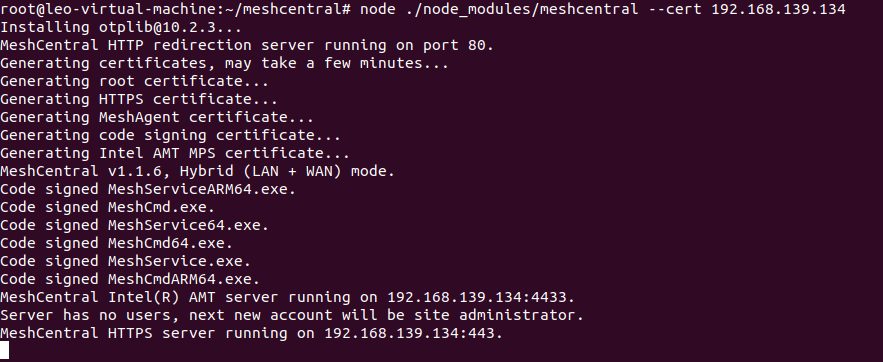 root@leo-virtual-machine:~/meshcentral# node ./node_modules/meshcentral --cert 192.168.139.134
Installing otplib@10.2.3...
MeshCentral HTTP redirection server running on port 80.
Generating certificates, may take a few minutes...
Generating root certificate...
Generating HTTPS certificate...
Generating MeshAgent certificate...
Generating code signing certificate...
Generating Intel AMT MPS certificate...
MeshCentral v1.1.6, Hybrid (LAN + WAN) mode.
Code signed MeshServiceARM64.exe.
Code signed MeshCmd.exe.
Code signed MeshService64.exe.
Code signed MeshCmd64.exe.
Code signed MeshService.exe.
Code signed MeshCmdARM64.exe.
MeshCentral Intel(R) AMT server running on 192.168.139.134:4433.
Server has no users, next new account will be site administrator.
MeshCentral HTTPS server running on 192.168.139.134:443.